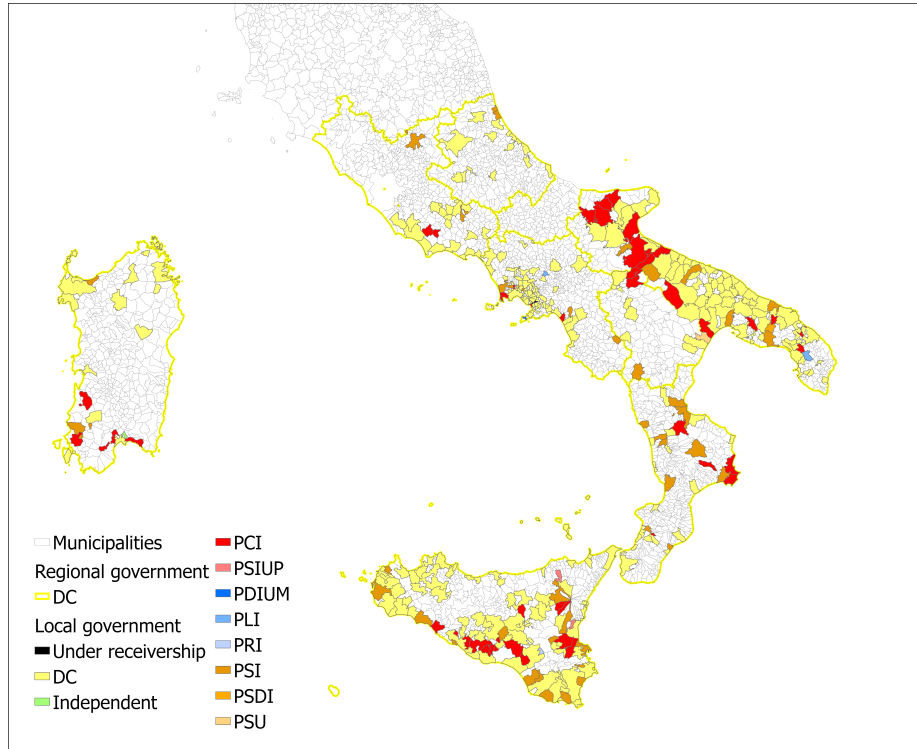 Municipalities
Regional government
DC
Local government
Under receivership
DC
Independent
PCI
PSIUP
PDIUM
PLI
PRI
PSI
PSDI
PSU